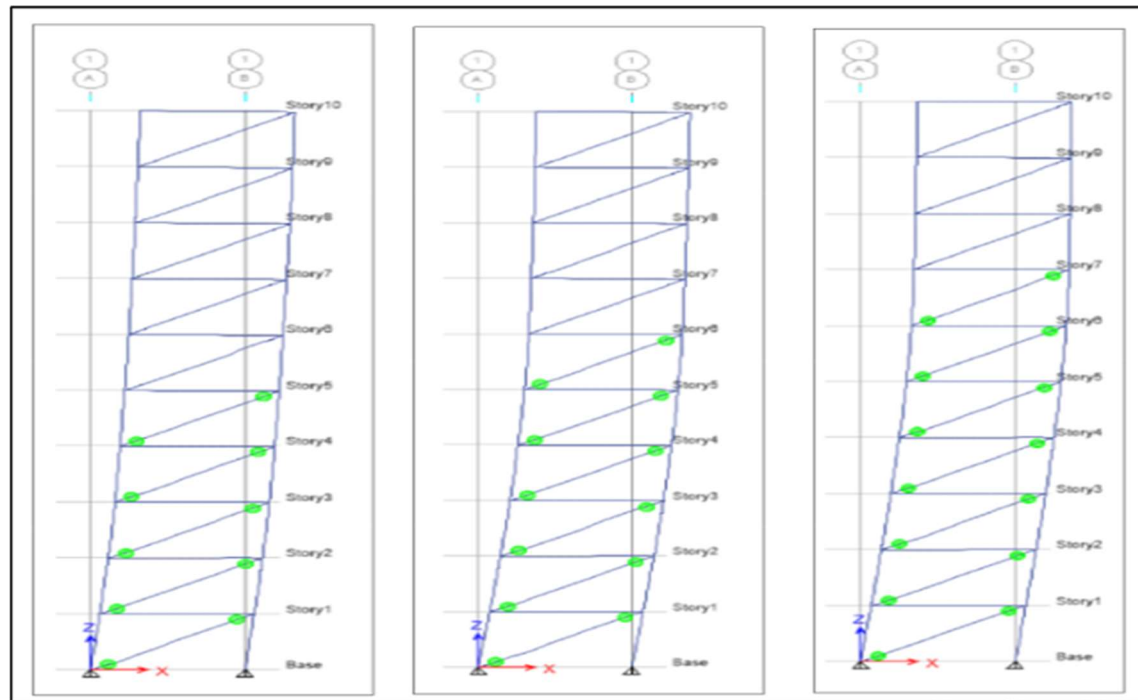 1 1
A B
Story10
Story9
Story8
Story7
Story6
Story5
Story4
Story3
Story2
Story1
Z
X
Base
1 1
A B
Story10
Story9
Story8
Story7
Story6
Story5
Story4
Story3
Story2
Story1
Z
X
Base
1 1
A B
Story10
Story9
Story8
Story7
Story6
Story5
Story4
Story3
Story2
Story1
Z
X
Base